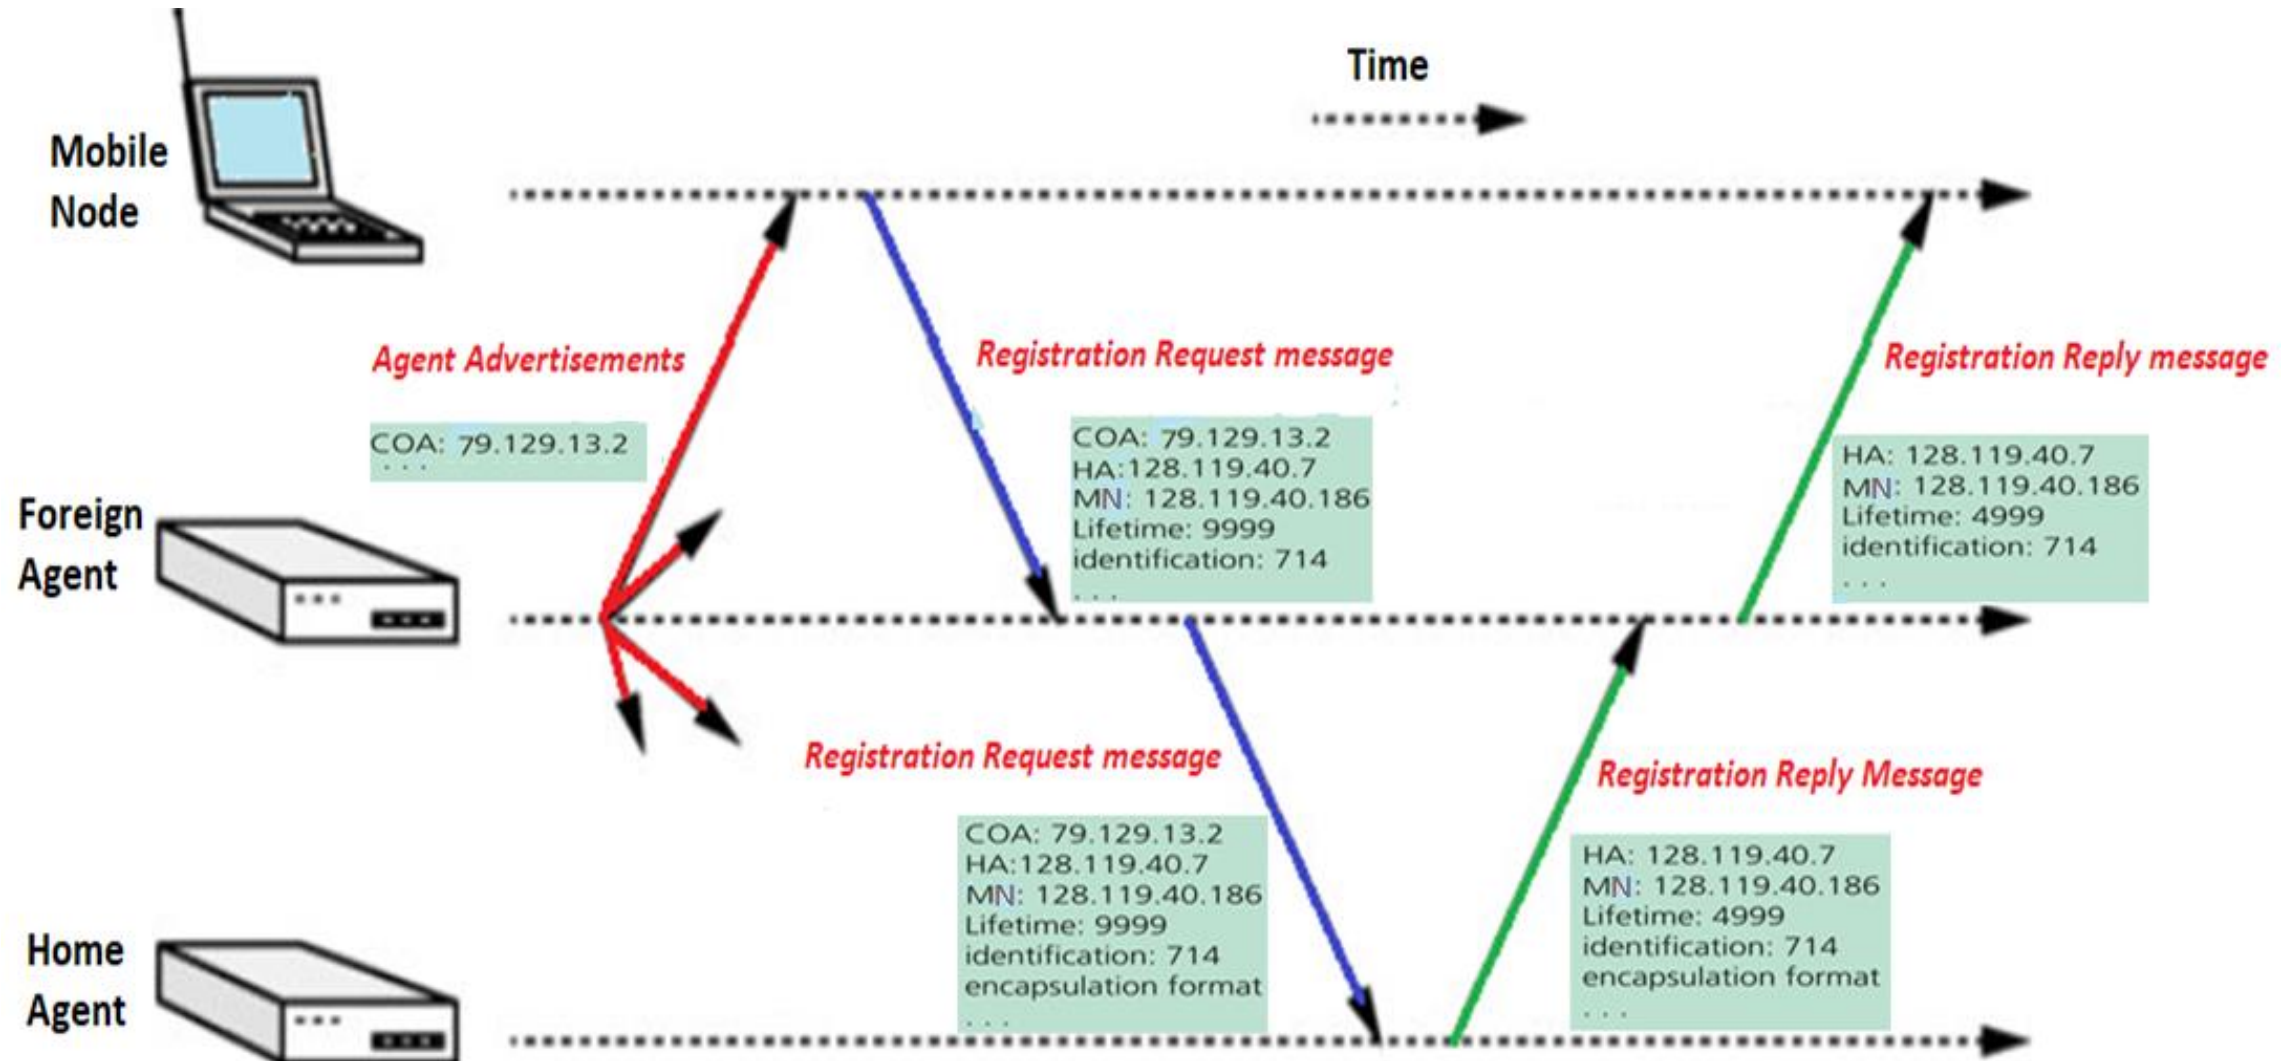 Time
Mobile
Node
Agent Advertisements
COA: 79.129.13.2
. . .
Registration Request message
COA: 79.129.13.2
HA:128.119.40.7
MN: 128.119.40.186
Lifetime: 9999
identification: 714
. . .
Registration Reply message
HA: 128.119.40.7
MN: 128.119.40.186
Lifetime: 4999
identification: 714
. . .
Foreign
Agent
Registration Request message
COA: 79.129.13.2
HA:128.119.40.7
MN: 128.119.40.186
Lifetime: 9999
identification: 714
encapsulation format
. . .
Registration Reply Message
HA: 128.119.40.7
MN: 128.119.40.186
Lifetime: 4999
identification: 714
encapsulation format
. . .
Home
Agent